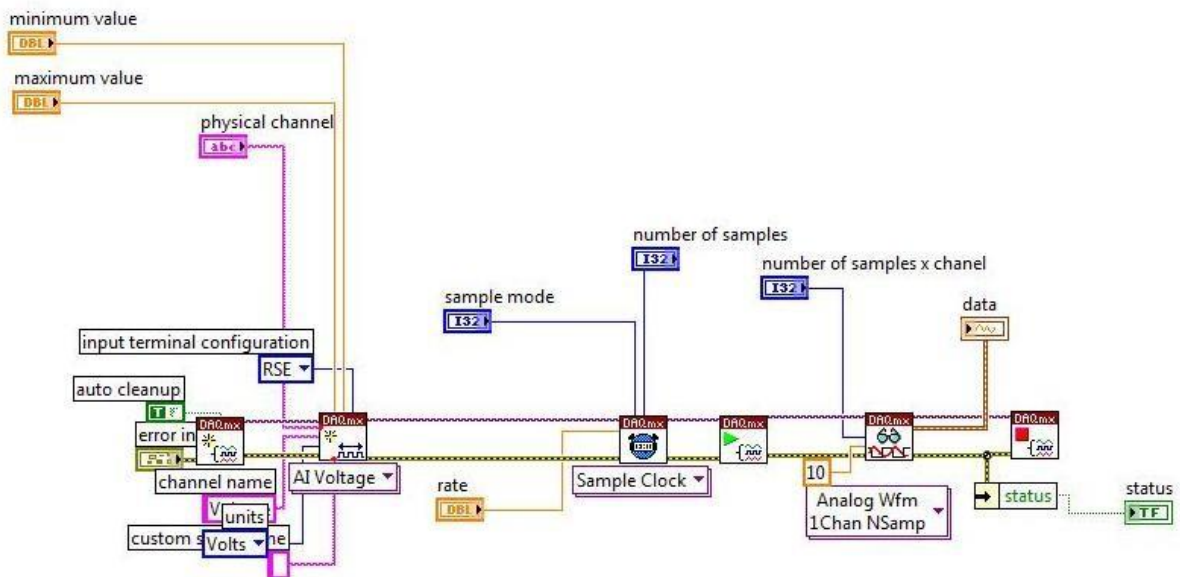 minimum value
DBL
maximum value
DBL
physical channel
abc
number of samples
I32
number of samples x chanel
I32
sample mode
I32
data
input terminal configuration
RSE
auto cleanup
T
DAQmx
DAQmx
DAQmx
DAQmx
DAQmx
DAQmx
error in
channel name
AI Voltage
rate
DBL
Sample Clock
10
Analog Wfm
1Chan NSamp
status
status
TF
units
custom s
ne
Volts